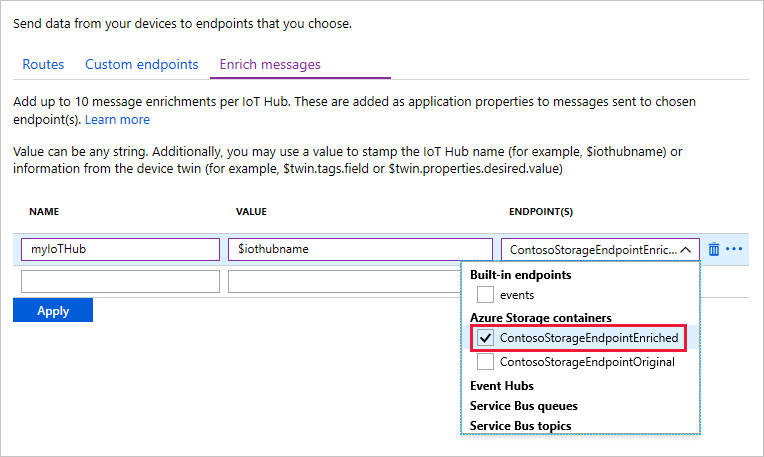 Send data from your devices to endpoints that you choose.
Routes Custom endpoints Enrich messages
Add up to 10 message enrichments per IoT Hub. These are added as application properties to messages sent to chosen
endpoint(s). Learn more
Value can be any string. Additionally, you may use a value to stamp the IoT Hub name (for example, $iothubname) or
information from the device twin (for example, $twin.tags.field or $twin.properties.desired.value)
NAME VALUE ENDPOINT(S)
myIoTHub $iothubname ContosoStorageEndpointEnric...
Built-in endpoints
events
Apply
Azure Storage containers
ContosoStorageEndpointEnriched
ContosoStorageEndpointOriginal
Event Hubs
Service Bus queues
Service Bus topics